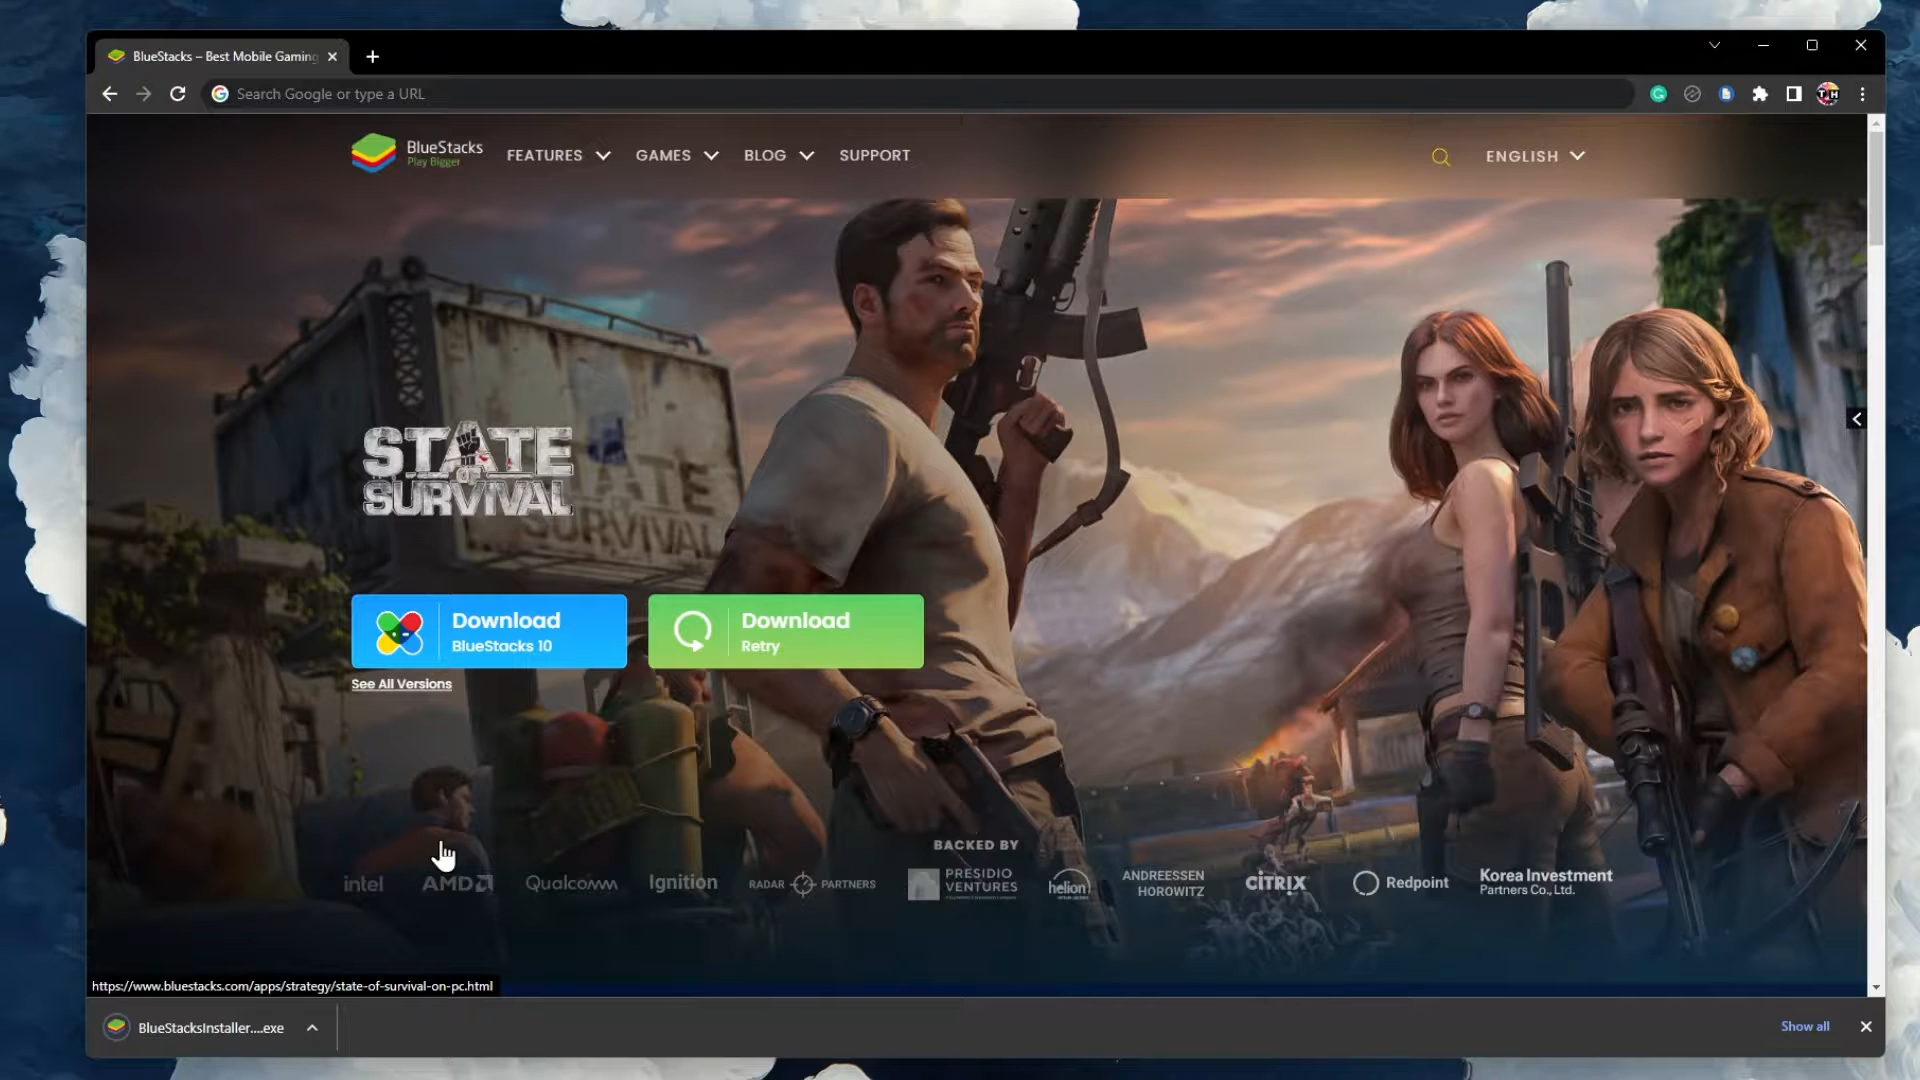 BlueStacks – Best Mobile Gaming
Search Google or type a URL
BlueStacks
Play Bigger
FEATURES
GAMES
BLOG
SUPPORT
ENGLISH
STATE
OF
SURVIVAL
STATE
SURVIVAL
Download
BlueStacks 10
Download
Retry
See All Versions
BACKED BY
intel
AMD
Qualcomm
Ignition
RADAR PARTNERS
PRESIDIO
VENTURES
helion
ANDREESSEN
HOROWITZ
CITRIX
Redpoint
Korea Investment
Partners Co., Ltd.
https://www.bluestacks.com/apps/strategy/state-of-survival-on-pc.html
BlueStacksInstaller....exe
Show all